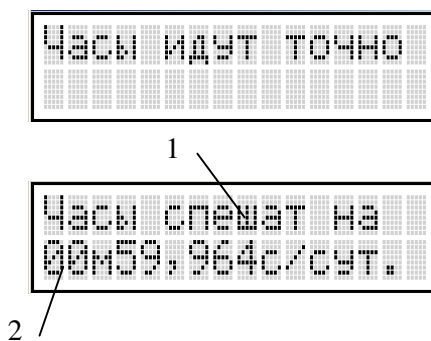 Часы идут точно
1
Часы спешат на
00м59,964с/сут.
2